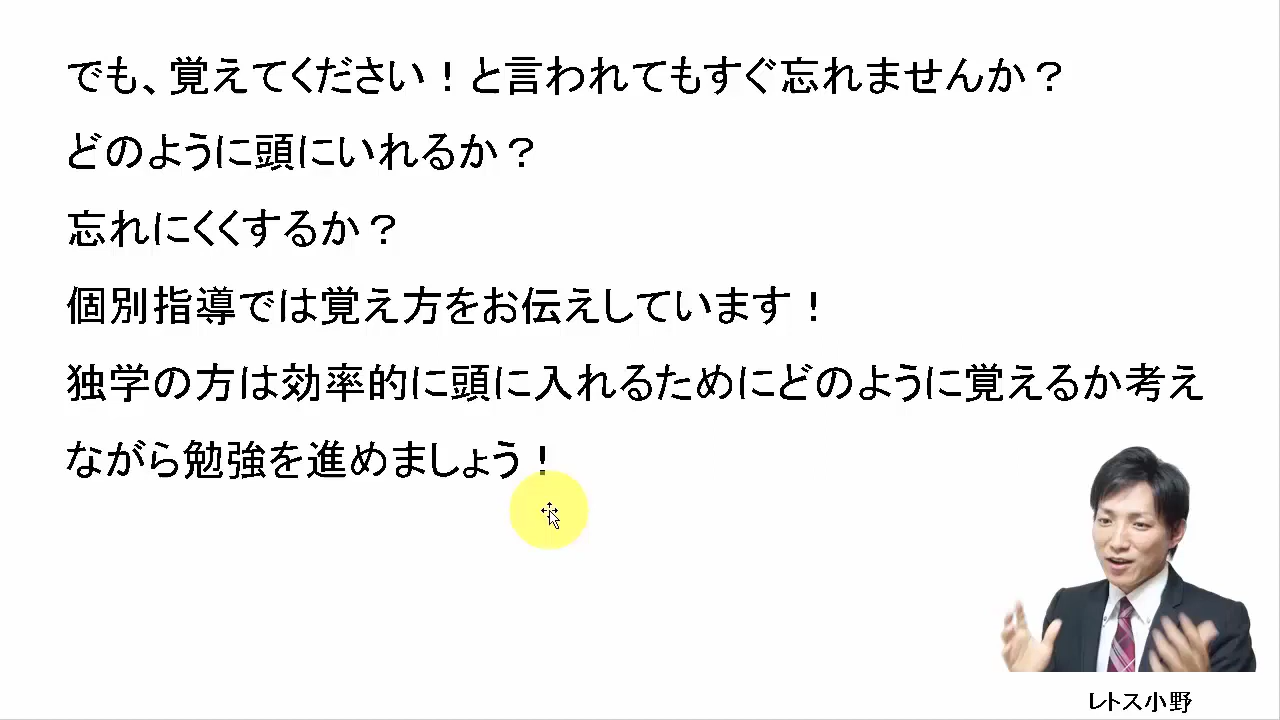 でも、覚えてください！と言われてもすぐ忘れませんか？
どのように頭にいれるか？
忘れにくくするか？
個別指導では覚え方をお伝えしています！
独学の方は効率的に頭に入れるためにどのように覚えるか考え
ながら勉強を進めましょう！
レトス小野